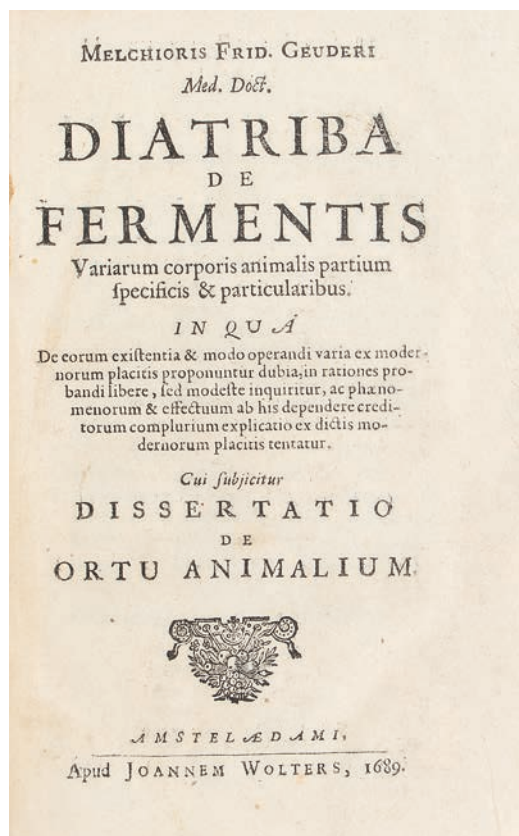 MELCHIORIS FRID. GEUDERI
Med. Doct.
DIATRIBA
DE
FERMENTIS
Variarum corporis animalis partium
ſpecificis & particularibus.
IN QUÂ
De eorum exiſtentia & modo operandi varia ex moder-
norum placitis proponuntur dubia, in rationes pro-
bandi libere, ſed modeſte inquiritur, ac phæno-
menorum & effectuum ab his dependere credi-
torum complurium explicatio ex dictis mo-
dernorum placitis tentatur.
Cui ſubjicitur
DISSERTATIO
DE
ORTU ANIMALIUM.
AMSTELÆDAMI,
Apud JOANNEM WOLTERS, 1689.